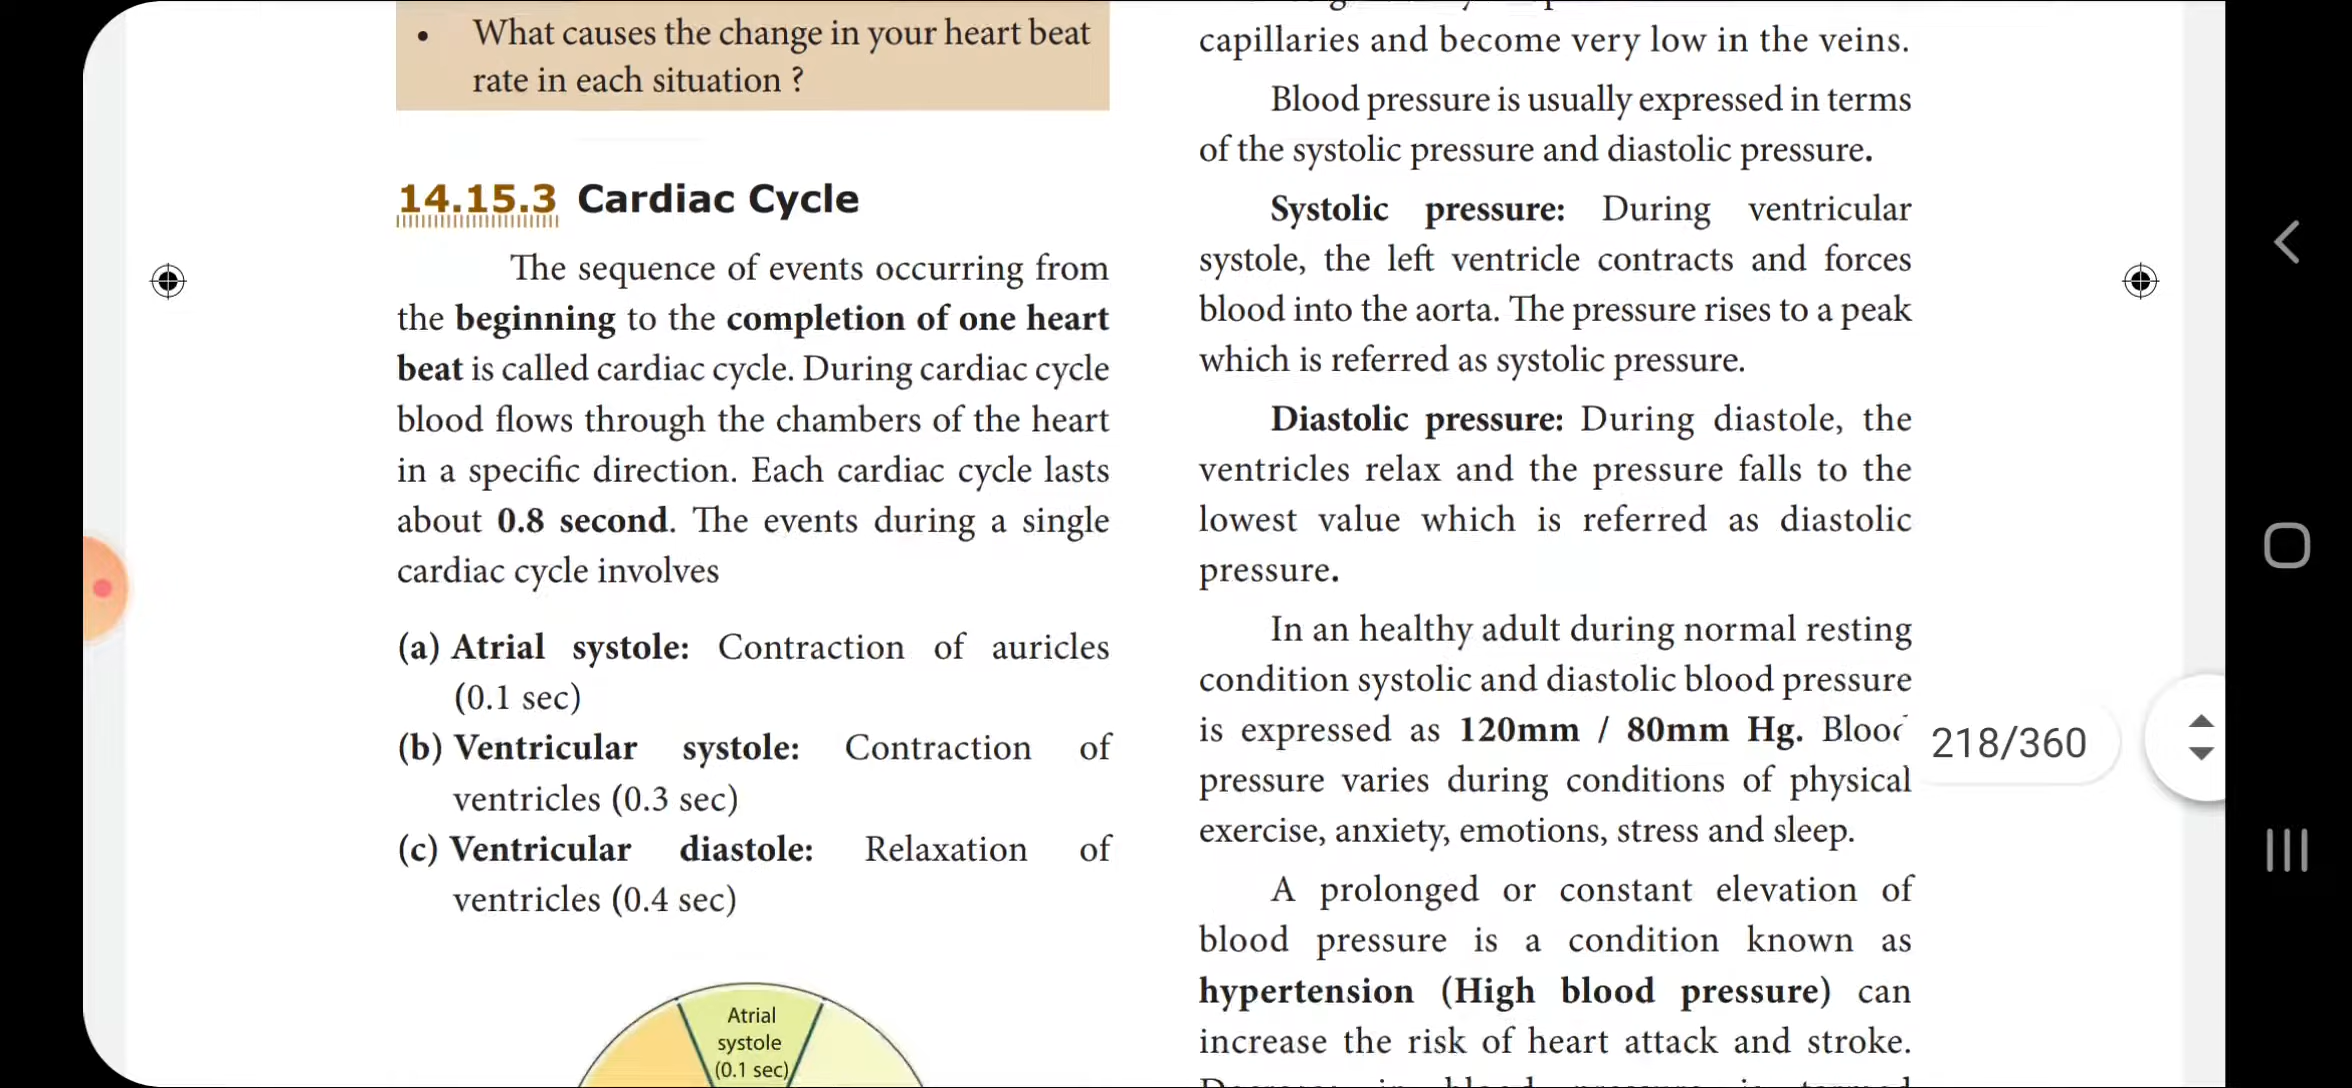 • What causes the change in your heart beat
rate in each situation ?
14.15.3 Cardiac Cycle
The sequence of events occurring from
the beginning to the completion of one heart
beat is called cardiac cycle. During cardiac cycle
blood flows through the chambers of the heart
in a specific direction. Each cardiac cycle lasts
about 0.8 second. The events during a single
cardiac cycle involves
(a) Atrial systole: Contraction of auricles
(0.1 sec)
(b) Ventricular systole: Contraction of
ventricles (0.3 sec)
(c) Ventricular diastole: Relaxation of
ventricles (0.4 sec)
Atrial
systole
(0.1 sec)
capillaries and become very low in the veins.
Blood pressure is usually expressed in terms
of the systolic pressure and diastolic pressure.
Systolic pressure: During ventricular
systole, the left ventricle contracts and forces
blood into the aorta. The pressure rises to a peak
which is referred as systolic pressure.
Diastolic pressure: During diastole, the
ventricles relax and the pressure falls to the
lowest value which is referred as diastolic
pressure.
In an healthy adult during normal resting
condition systolic and diastolic blood pressure
is expressed as 120mm / 80mm Hg. Blood
pressure varies during conditions of physical
exercise, anxiety, emotions, stress and sleep.
A prolonged or constant elevation of
blood pressure is a condition known as
hypertension (High blood pressure) can
increase the risk of heart attack and stroke.
218/360